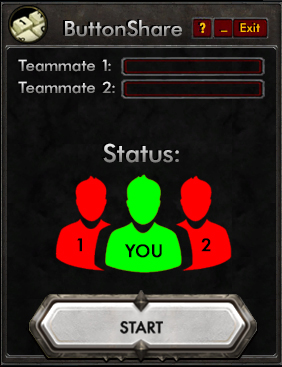 ButtonShare ? _ Exit
Teammate 1:
Teammate 2:
Status:
1 YOU 2
START